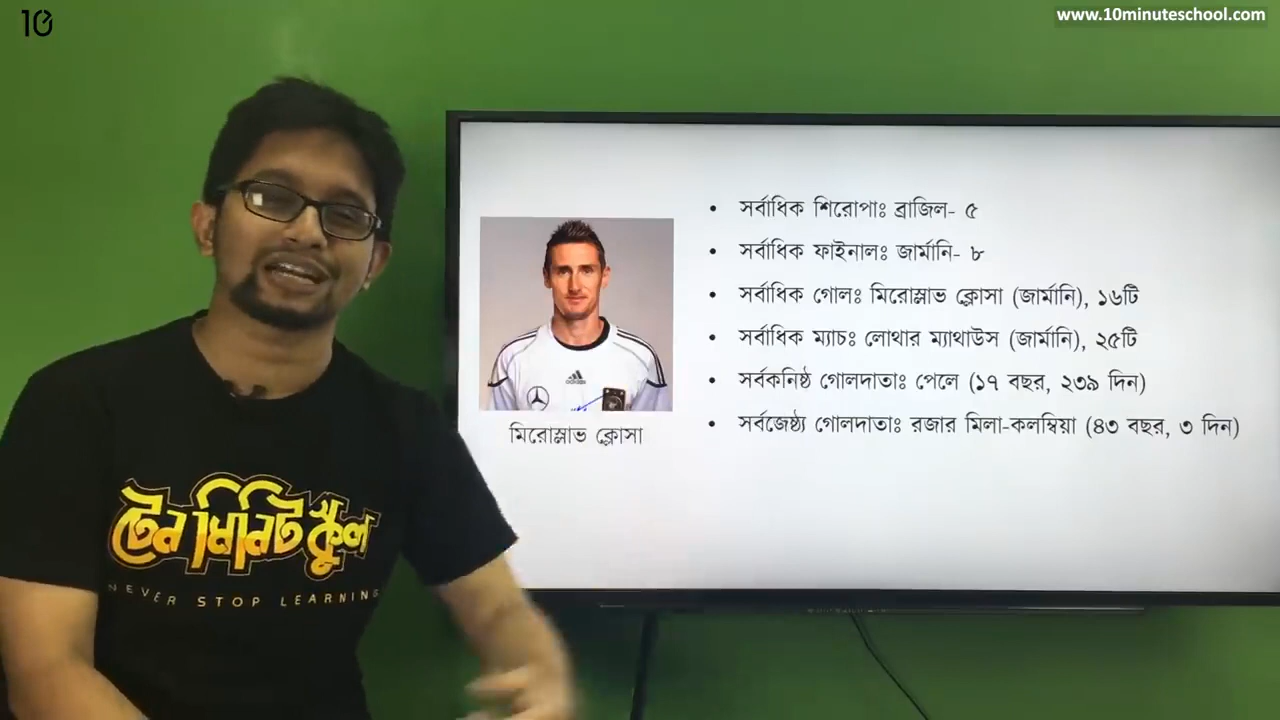 10
www.10minuteschool.com
সর্বাধিক শিরোপাঃ ব্রাজিল- ৫
সর্বাধিক ফাইনালঃ জার্মানি- ৮
সর্বাধিক গোলঃ মিরোস্লাভ ক্লোসা (জার্মানি), ১৬টি
সর্বাধিক ম্যাচঃ লোথার ম্যাথাউস (জার্মানি), ২৫টি
সর্বকনিষ্ঠ গোলদাতাঃ পেলে (১৭ বছর, ২৩৯ দিন)
সর্বজেষ্ঠ্য গোলদাতাঃ রজার মিলা-কলম্বিয়া (৪৩ বছর, ৩ দিন)
মিরোস্লাভ ক্লোসা
টেন মিনিট স্কুল
NEVER STOP LEARNING